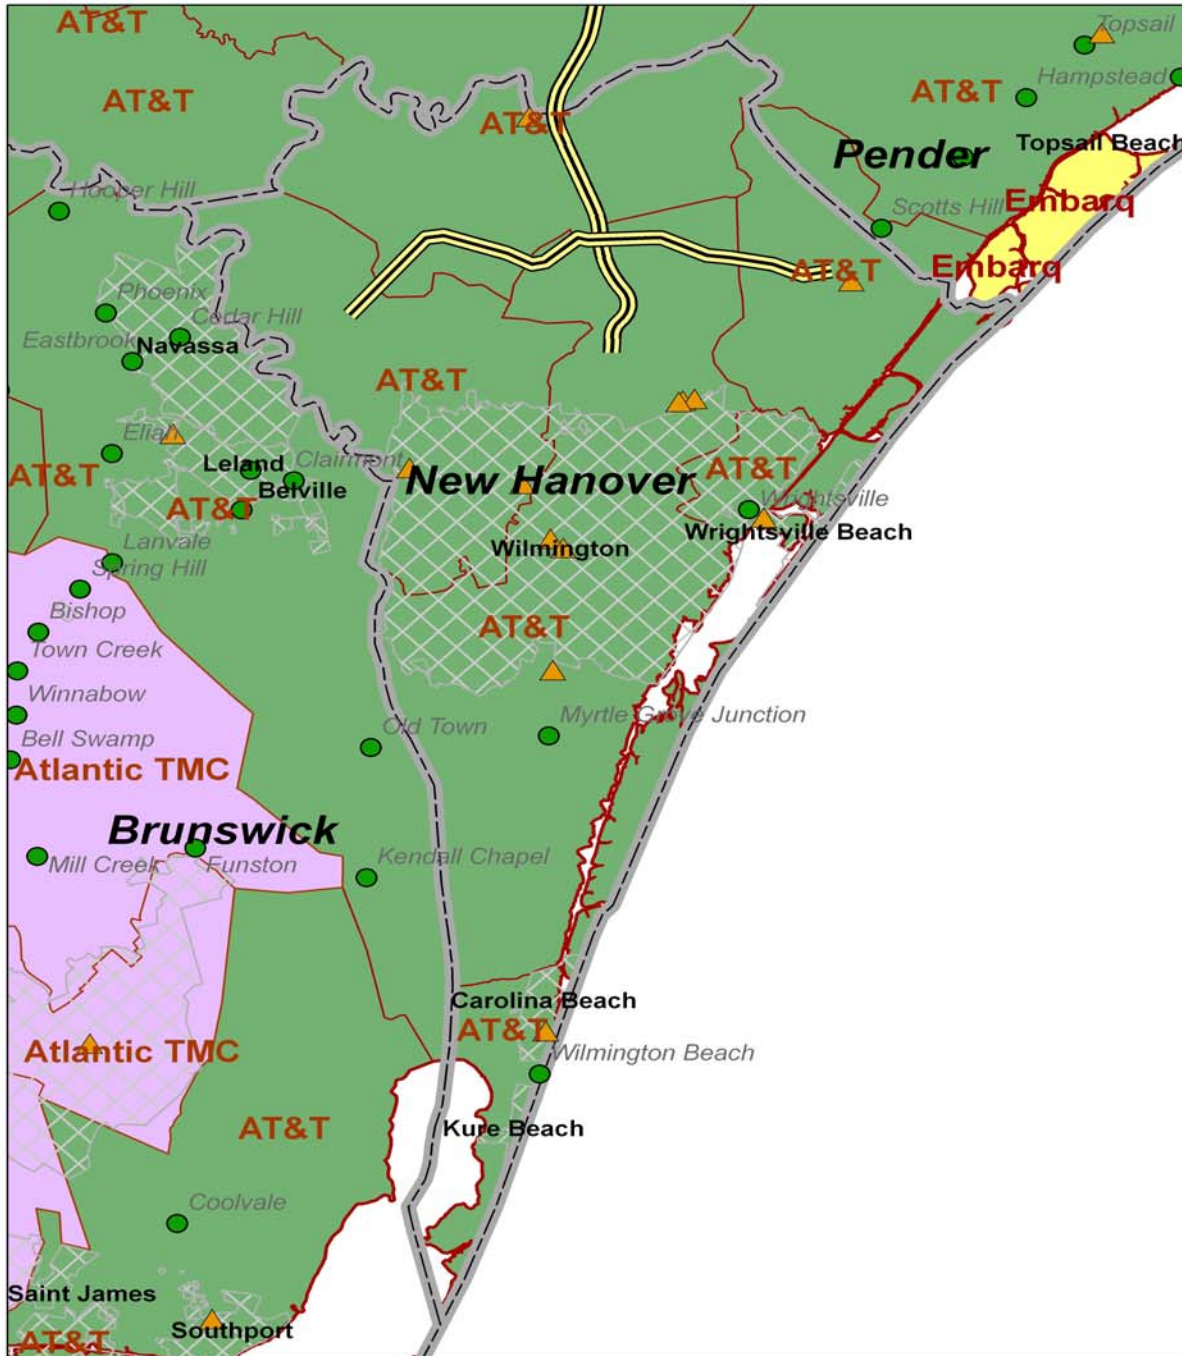 AT&T
Topsail
AT&T
Hampstead
AT&T
AT&T
Topsail Beach
Pender
Hooper Hill
Embarq
Scotts Hill
Embarq
AT&T
Phoenix
Cedar Hill
Eastbrook
Navassa
AT&T
Eliah
Clairmont
Leland
AT&T
AT&T
New Hanover
Belville
Wrightsville
AT&T
Wrightsville Beach
Lanvale
Wilmington
Spring Hill
Bishop
AT&T
Town Creek
Winnabow
Myrtle Grove Junction
Old Town
Bell Swamp
Atlantic TMC
Brunswick
Kendall Chapel
Mill Creek
Funston
Carolina Beach
AT&T
Atlantic TMC
Wilmington Beach
AT&T
Kure Beach
Coolvale
Saint James
Southport
AT&T